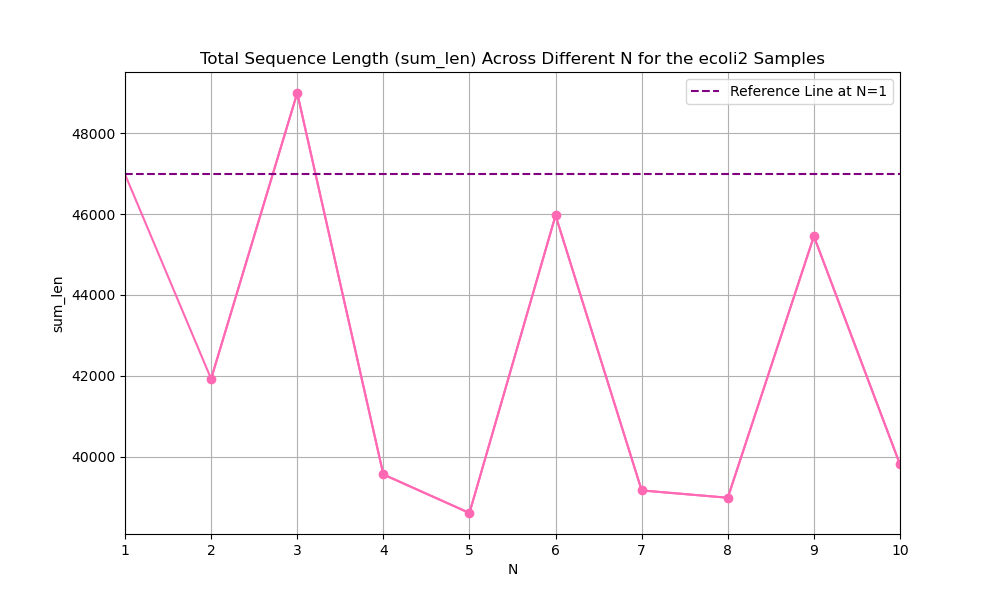 Total Sequence Length (sum_len) Across Different N for the ecoli2 Samples
Reference Line at N=1
48000
46000
44000
42000
40000
sum_len
1 2 3 4 5 6 7 8 9 10
N